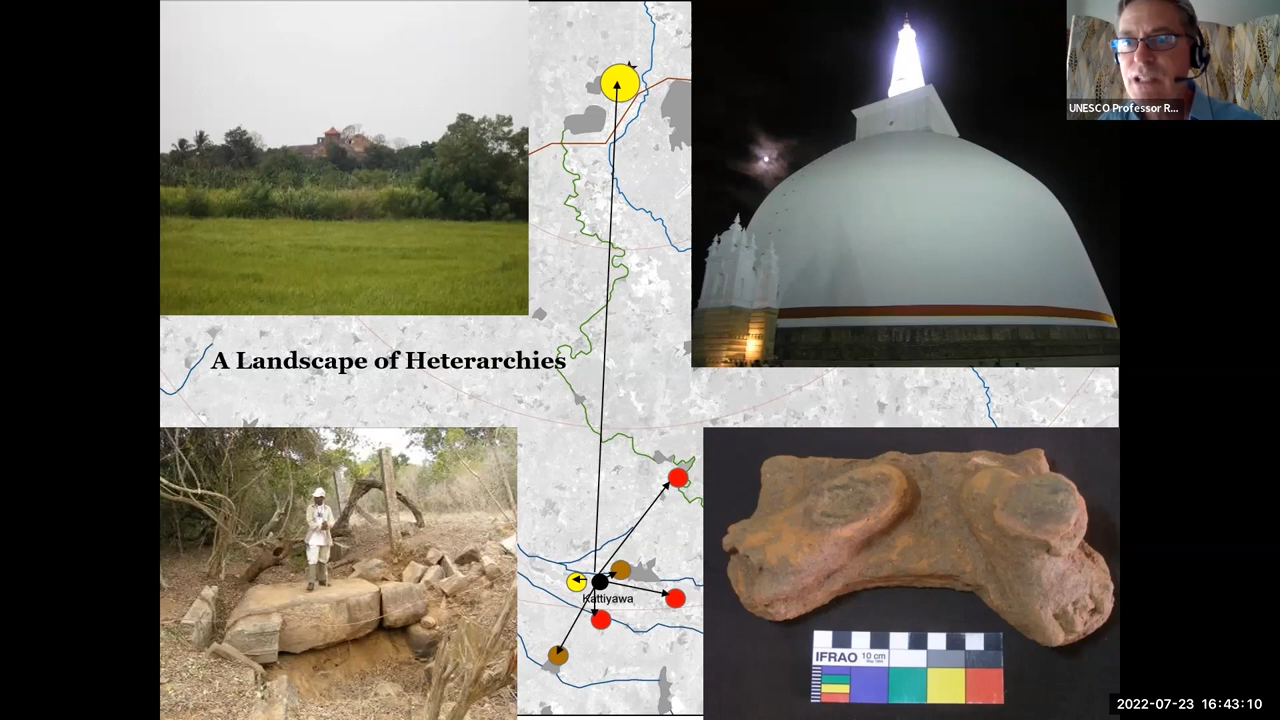 UNESCO Professor R...
A Landscape of Heterarchies
Kattiyawa
IFRAO 10 cm
2022-07-23 16:43:10